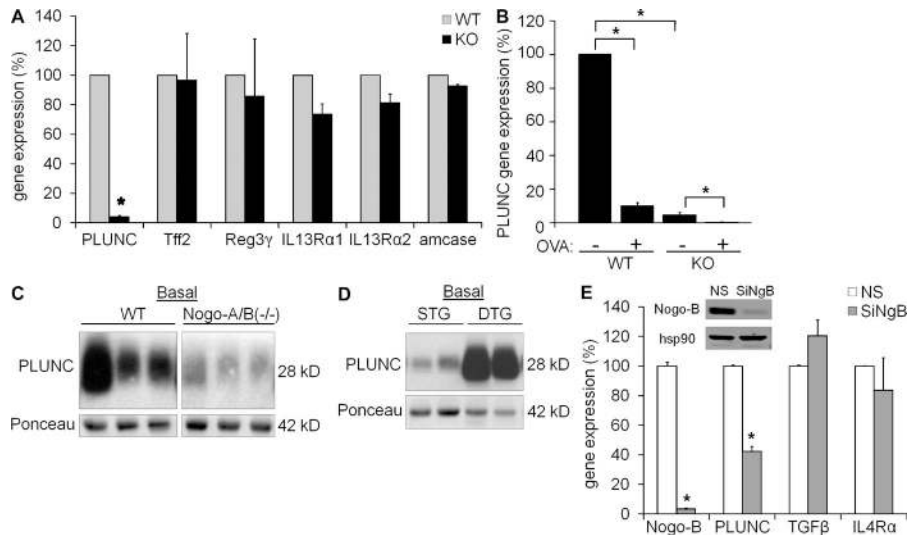 A
WT
KO
gene expression (%)
140
120
100
80
60
40
20
0
*
PLUNC Tff2 Reg3γ IL13Rα1 IL13Rα2 amcase
B
PLUNC gene expression (%)
120
100
80
60
40
20
0
*
*
*
OVA: - + - +
WT KO
C
Basal
WT Nogo-A/B(-/-)
PLUNC
28 kD
Ponceau
42 kD
D
Basal
STG DTG
PLUNC
28 kD
Ponceau
42 kD
E
NS SiNgB
Nogo-B
hsp90
NS
SiNgB
gene expression (%)
140
120
100
80
60
40
20
0
*
*
Nogo-B PLUNC TGFβ IL4Rα